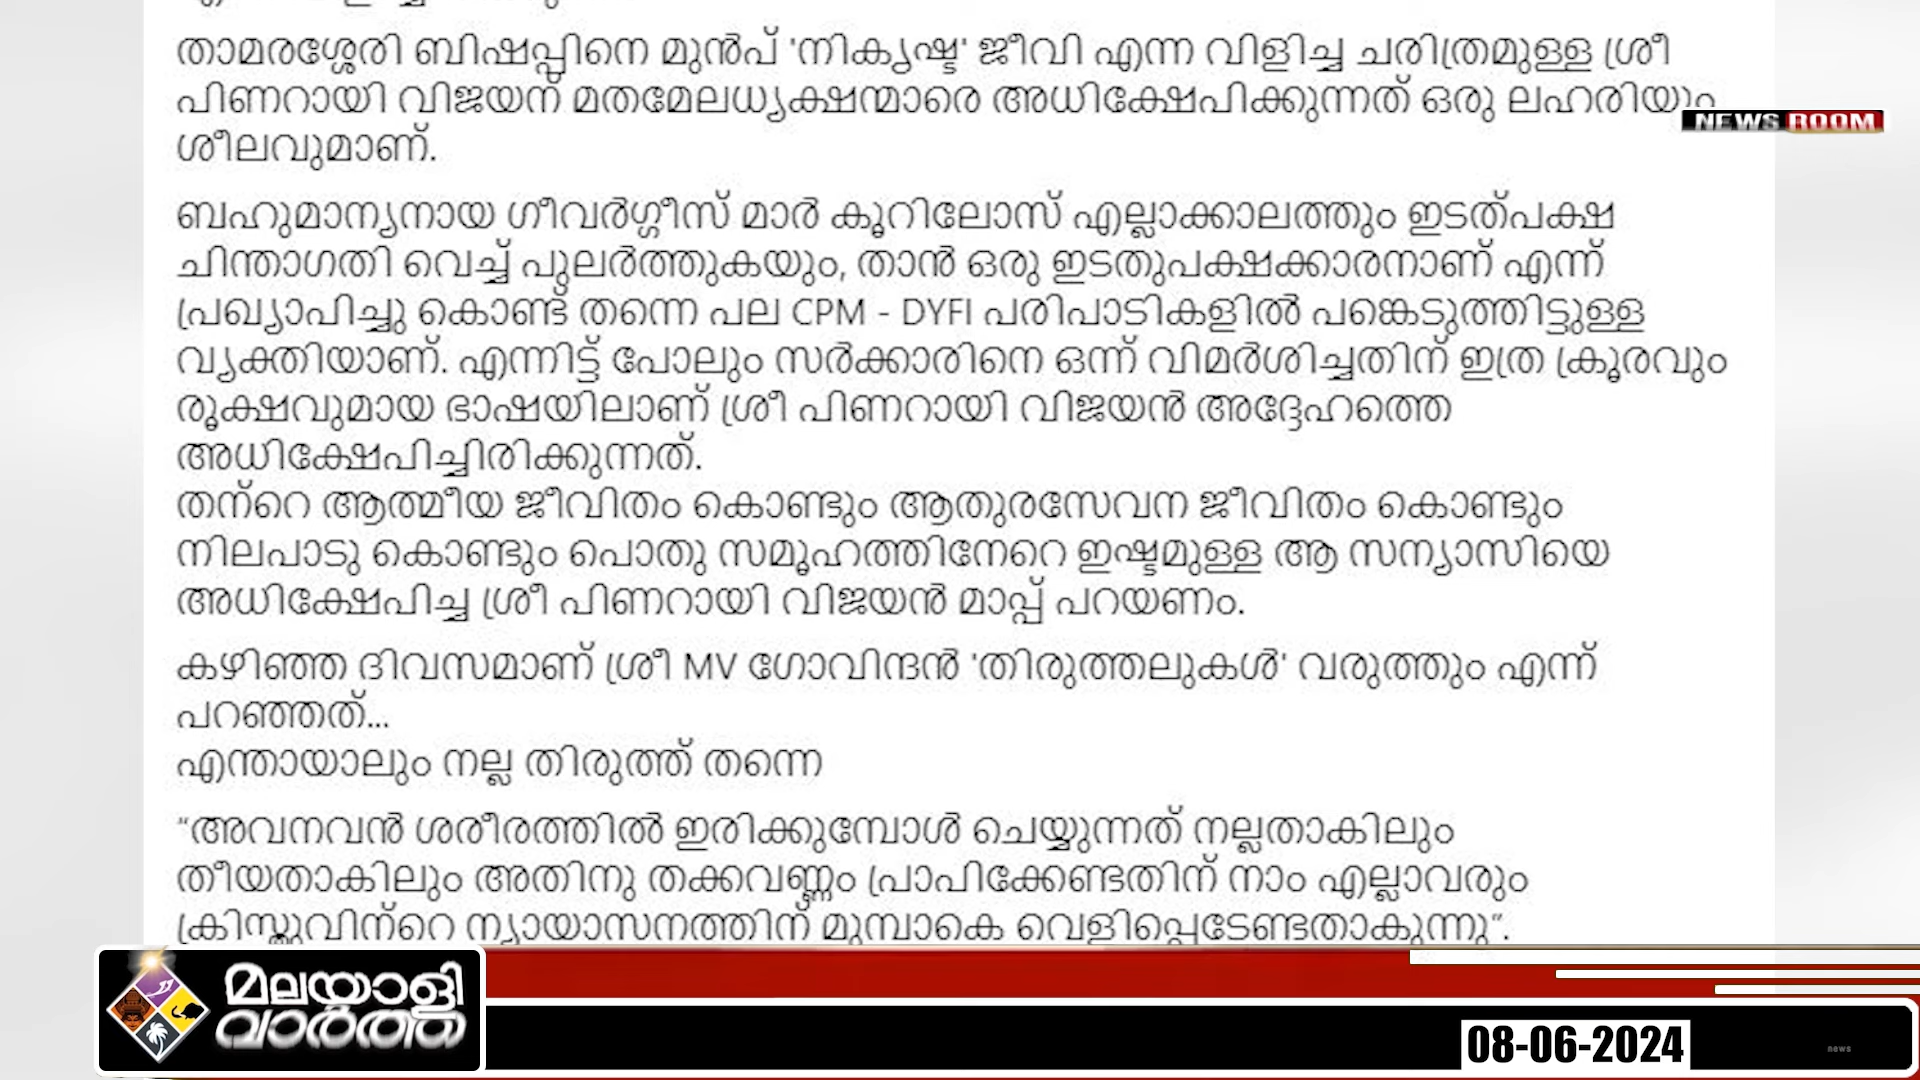 താമരശ്ശേരി ബിഷപ്പിനെ മുൻപ് 'നികൃഷ്ട' ജീവി എന്ന വിളിച്ച ചരിത്രമുള്ള ശ്രീ
പിണറായി വിജയന് മതമേലധ്യക്ഷന്മാരെ അധിക്ഷേപിക്കുന്നത് ഒരു ലഹരിയും
ശീലവുമാണ്.
NEWS ROOM
ബഹുമാന്യനായ ഗീവർഗ്ഗീസ് മാർ കൂറിലോസ് എല്ലാക്കാലത്തും ഇടത്പക്ഷ
ചിന്താഗതി വെച്ച് പുലർത്തുകയും, താൻ ഒരു ഇടതുപക്ഷക്കാരനാണ് എന്ന്
പ്രഖ്യാപിച്ചു കൊണ്ട് തന്നെ പല CPM - DYFI പരിപാടികളിൽ പങ്കെടുത്തിട്ടുള്ള
വ്യക്തിയാണ്. എന്നിട്ട് പോലും സർക്കാരിനെ ഒന്ന് വിമർശിച്ചതിന് ഇത്ര ക്രൂരവും
രൂക്ഷവുമായ ഭാഷയിലാണ് ശ്രീ പിണറായി വിജയൻ അദ്ദേഹത്തെ
അധിക്ഷേപിച്ചിരിക്കുന്നത്.
തന്റെ ആത്മീയ ജീവിതം കൊണ്ടും ആതുരസേവന ജീവിതം കൊണ്ടും
നിലപാടു കൊണ്ടും പൊതു സമൂഹത്തിനേറെ ഇഷ്ടമുള്ള ആ സന്യാസിയെ
അധിക്ഷേപിച്ച ശ്രീ പിണറായി വിജയൻ മാപ്പ് പറയണം.
കഴിഞ്ഞ ദിവസമാണ് ശ്രീ MV ഗോവിന്ദൻ 'തിരുത്തലുകൾ' വരുത്തും എന്ന്
പറഞ്ഞത്...
എന്തായാലും നല്ല തിരുത്ത് തന്നെ
“അവനവൻ ശരീരത്തിൽ ഇരിക്കുമ്പോൾ ചെയ്യുന്നത് നല്ലതാകിലും
തീയതാകിലും അതിനു തക്കവണ്ണം പ്രാപിക്കേണ്ടതിന് നാം എല്ലാവരും
ക്രിസ്തുവിന്റെ ന്യായാസനത്തിന് മുമ്പാകെ വെളിപ്പെടേണ്ടതാകുന്നു”.
മലയാളി
വാർത്ത
08-06-2024
news